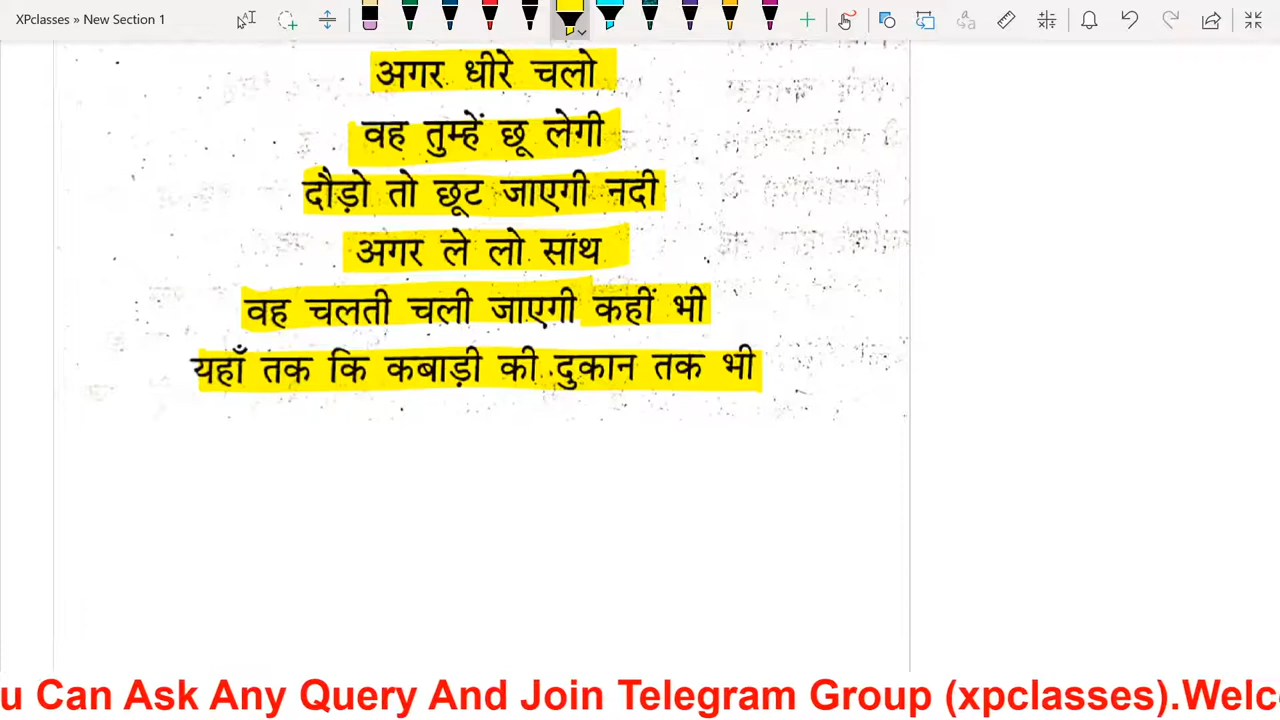 XPclasses » New Section 1
अगर धीरे चलो
वह तुम्हें छू लेगी
दौड़ो तो छूट जाएगी नदी
अगर ले लो साथ
वह चलती चली जाएगी कहीं भी
यहाँ तक कि कबाड़ी की दुकान तक भी
u Can Ask Any Query And Join Telegram Group (xpclasses).Welc